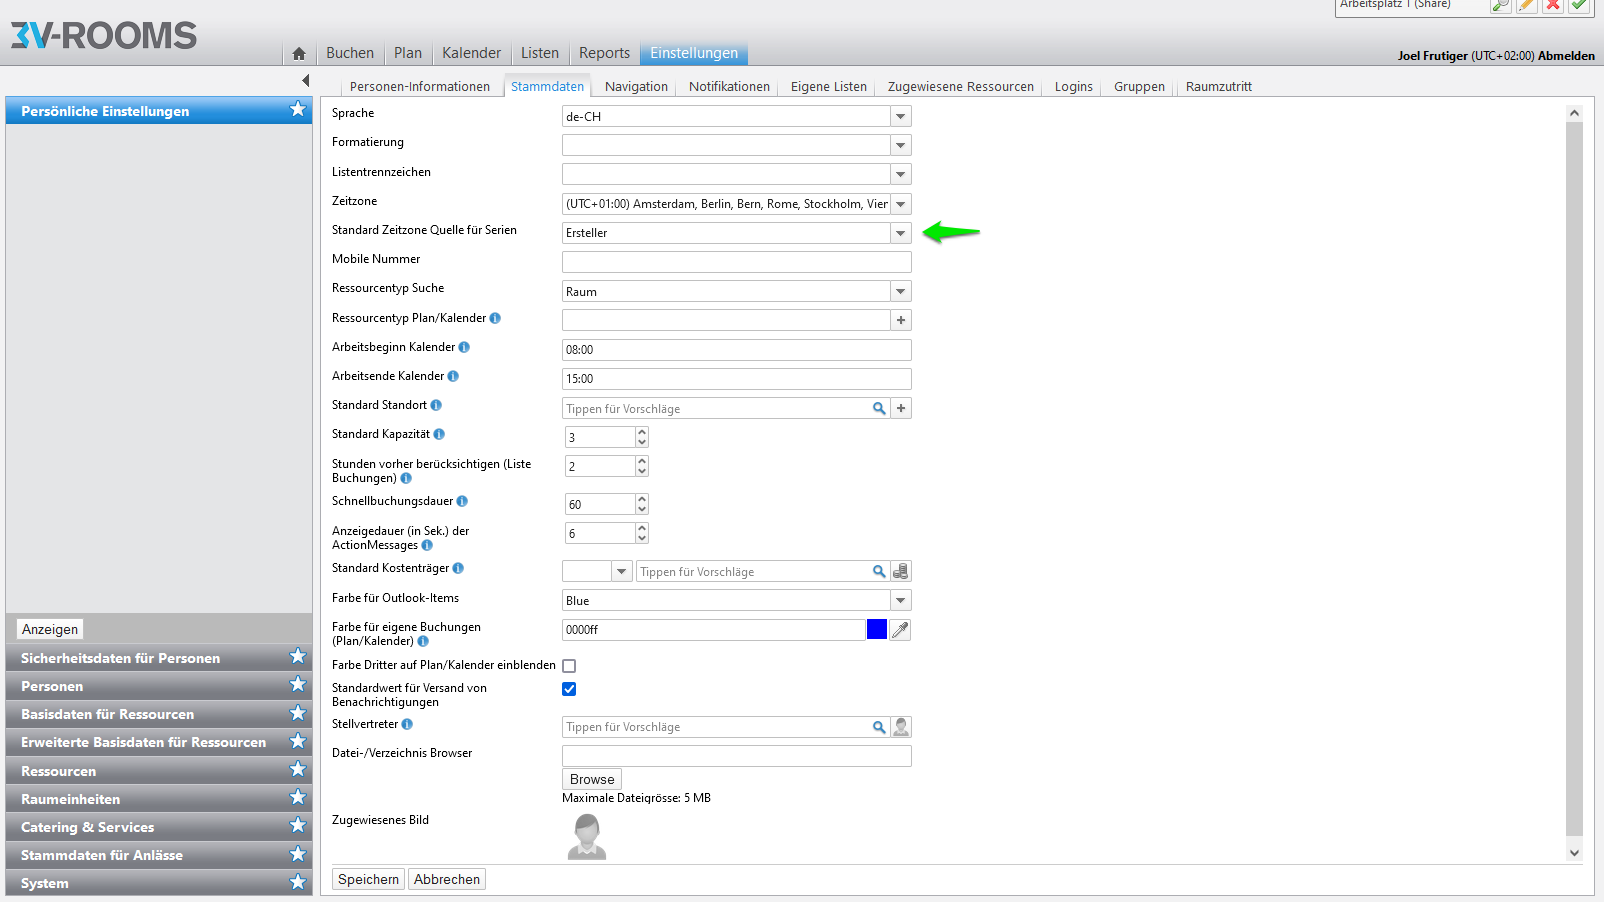 Arbeitsplatz 1 (Share)
3V-ROOMS
Buchen Plan Kalender Listen Reports Einstellungen
Joel Frutiger (UTC+02:00) Abmelden
Personen-Informationen Stammdaten Navigation Notifikationen Eigene Listen Zugewiesene Ressourcen Logins Gruppen Raumzutritt
Persönliche Einstellungen
Anzeigen
Sicherheitsdaten für Personen
Personen
Basisdaten für Ressourcen
Erweiterte Basisdaten für Ressourcen
Ressourcen
Raumeinheiten
Catering & Services
Stammdaten für Anlässe
System
Sprache de-CH
Formatierung
Listentrennzeichen
Zeitzone (UTC+01:00) Amsterdam, Berlin, Bern, Rome, Stockholm, Vier
Standard Zeitzone Quelle für Serien Ersteller
Mobile Nummer
Ressourcentyp Suche Raum
Ressourcentyp Plan/Kalender
Arbeitsbeginn Kalender 08:00
Arbeitsende Kalender 15:00
Standard Standort Tippen für Vorschläge
Standard Kapazität 3
Stunden vorher berücksichtigen (Liste
Buchungen) 2
Schnellbuchungsdauer 60
Anzeigedauer (in Sek.) der
ActionMessages 6
Standard Kostenträger Tippen für Vorschläge
Farbe für Outlook-Items Blue
Farbe für eigene Buchungen
(Plan/Kalender) 0000ff
Farbe Dritter auf Plan/Kalender einblenden
Standardwert für Versand von
Benachrichtigungen
Stellvertreter Tippen für Vorschläge
Datei-/Verzeichnis Browser
Browse
Maximale Dateigrösse: 5 MB
Zugewiesenes Bild
Speichern Abbrechen